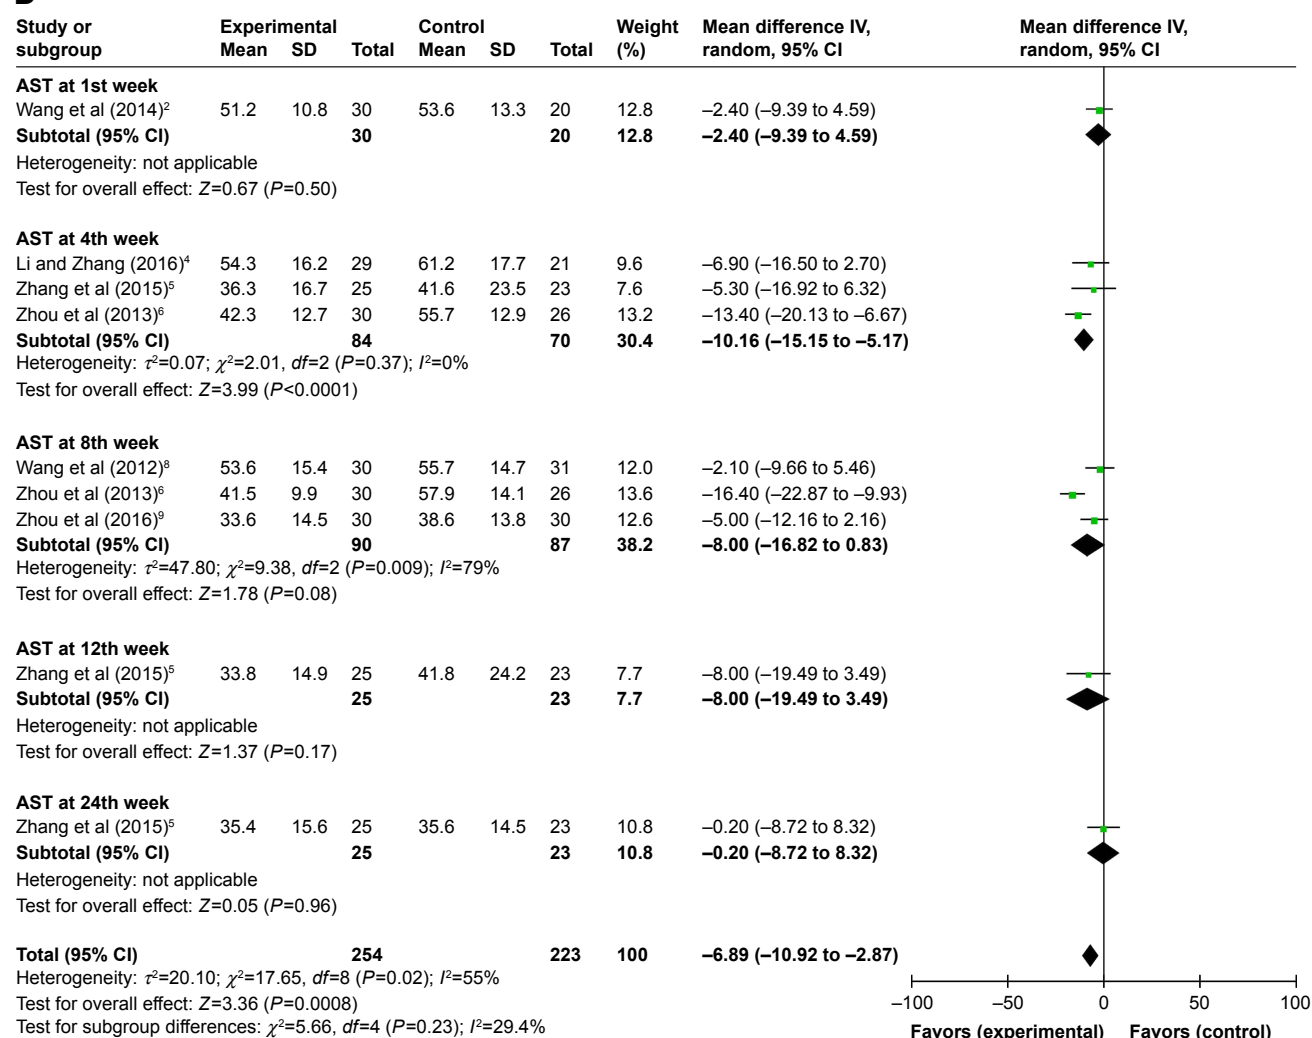 Study or Experimental Control Weight Mean difference IV, Mean difference IV,
subgroup Mean SD Total Mean SD Total (%) random, 95% CI random, 95% CI
AST at 1st week
Wang et al (2014)² 51.2 10.8 30 53.6 13.3 20 12.8 –2.40 (–9.39 to 4.59)
Subtotal (95% CI) 30 20 12.8 –2.40 (–9.39 to 4.59)
Heterogeneity: not applicable
Test for overall effect: Z=0.67 (P=0.50)
AST at 4th week
Li and Zhang (2016)⁴ 54.3 16.2 29 61.2 17.7 21 9.6 –6.90 (–16.50 to 2.70)
Zhang et al (2015)⁵ 36.3 16.7 25 41.6 23.5 23 7.6 –5.30 (–16.92 to 6.32)
Zhou et al (2013)⁶ 42.3 12.7 30 55.7 12.9 26 13.2 –13.40 (–20.13 to –6.67)
Subtotal (95% CI) 84 70 30.4 –10.16 (–15.15 to –5.17)
Heterogeneity: τ²=0.07; χ²=2.01, df=2 (P=0.37); I²=0%
Test for overall effect: Z=3.99 (P<0.0001)
AST at 8th week
Wang et al (2012)⁸ 53.6 15.4 30 55.7 14.7 31 12.0 –2.10 (–9.66 to 5.46)
Zhou et al (2013)⁶ 41.5 9.9 30 57.9 14.1 26 13.6 –16.40 (–22.87 to –9.93)
Zhou et al (2016)⁹ 33.6 14.5 30 38.6 13.8 30 12.6 –5.00 (–12.16 to 2.16)
Subtotal (95% CI) 90 87 38.2 –8.00 (–16.82 to 0.83)
Heterogeneity: τ²=47.80; χ²=9.38, df=2 (P=0.009); I²=79%
Test for overall effect: Z=1.78 (P=0.08)
AST at 12th week
Zhang et al (2015)⁵ 33.8 14.9 25 41.8 24.2 23 7.7 –8.00 (–19.49 to 3.49)
Subtotal (95% CI) 25 23 7.7 –8.00 (–19.49 to 3.49)
Heterogeneity: not applicable
Test for overall effect: Z=1.37 (P=0.17)
AST at 24th week
Zhang et al (2015)⁵ 35.4 15.6 25 35.6 14.5 23 10.8 –0.20 (–8.72 to 8.32)
Subtotal (95% CI) 25 23 10.8 –0.20 (–8.72 to 8.32)
Heterogeneity: not applicable
Test for overall effect: Z=0.05 (P=0.96)
Total (95% CI) 254 223 100 –6.89 (–10.92 to –2.87)
Heterogeneity: τ²=20.10; χ²=17.65, df=8 (P=0.02); I²=55%
Test for overall effect: Z=3.36 (P=0.0008) –100 –50 0 50 100
Test for subgroup differences: χ²=5.66, df=4 (P=0.23); I²=29.4% Favors (experimental) Favors (control)